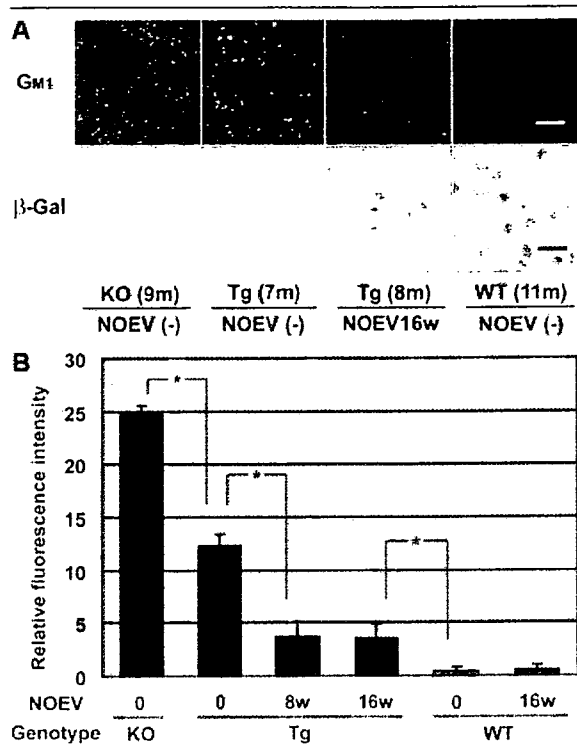 A
GM1
β-Gal
KO (9m) Tg (7m) Tg (8m) WT (11m)
NOEV (-) NOEV (-) NOEV16w NOEV (-)
B
Relative fluorescence intensity
30
25
20
15
10
5
0
*
*
*
NOEV 0 0 8w 16w 0 16w
Genotype KO Tg WT